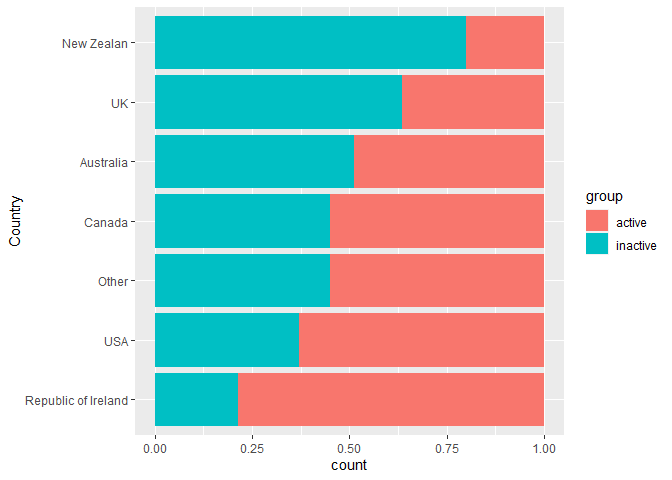 New Zealan
UK
Australia
Canada
Other
USA
Republic of Ireland
Country
0.00 0.25 0.50 0.75 1.00
count
group
active
inactive